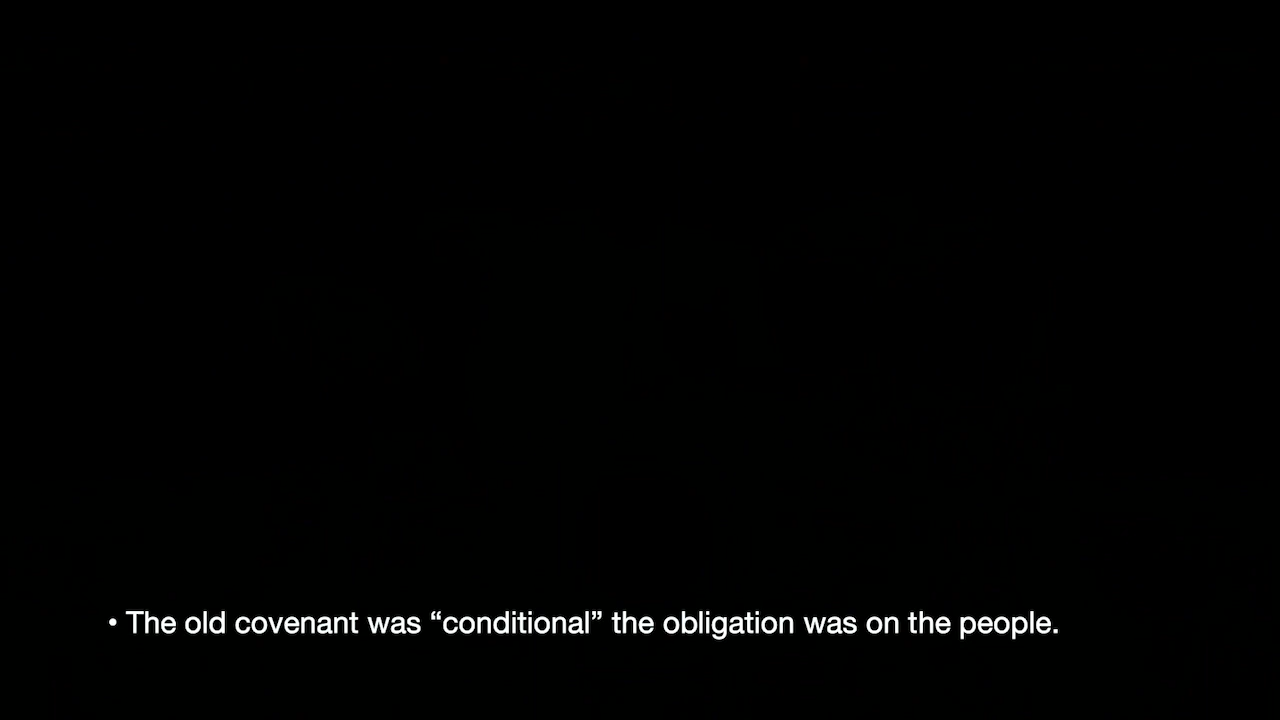 • The old covenant was “conditional” the obligation was on the people.